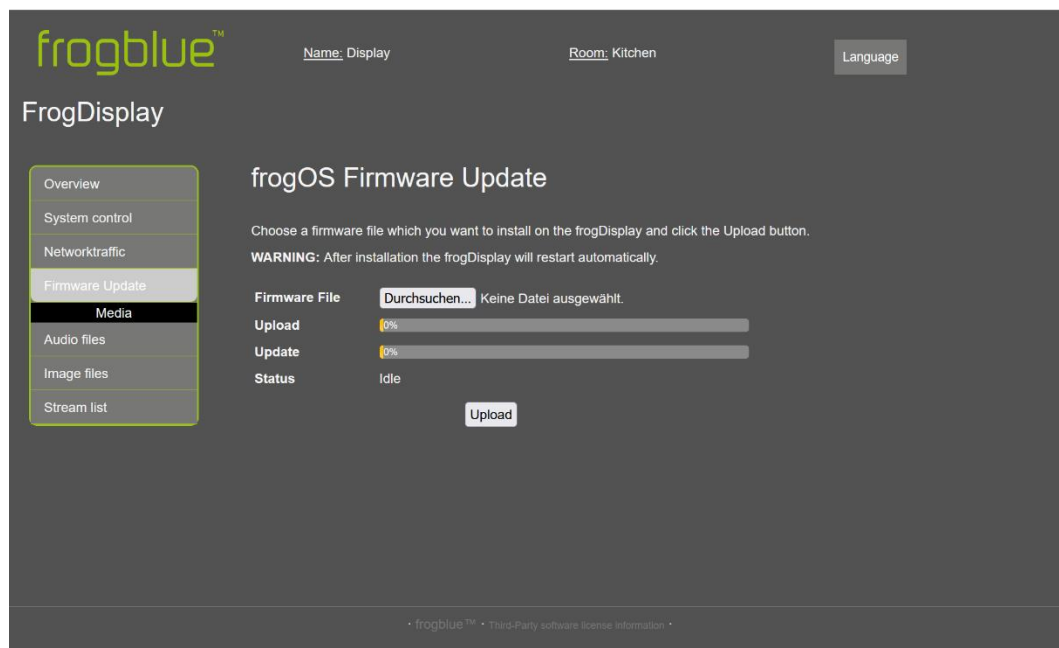 frogblue™
Name: Display
Room: Kitchen
Language
FrogDisplay
Overview
System control
Networktraffic
Firmware Update
Media
Audio files
Image files
Stream list
frogOS Firmware Update
Choose a firmware file which you want to install on the frogDisplay and click the Upload button.
WARNING: After installation the frogDisplay will restart automatically.
Firmware File Durchsuchen... Keine Datei ausgewählt.
Upload 0%
Update 0%
Status Idle
Upload
• frogblue™ • Third-Party software license information •